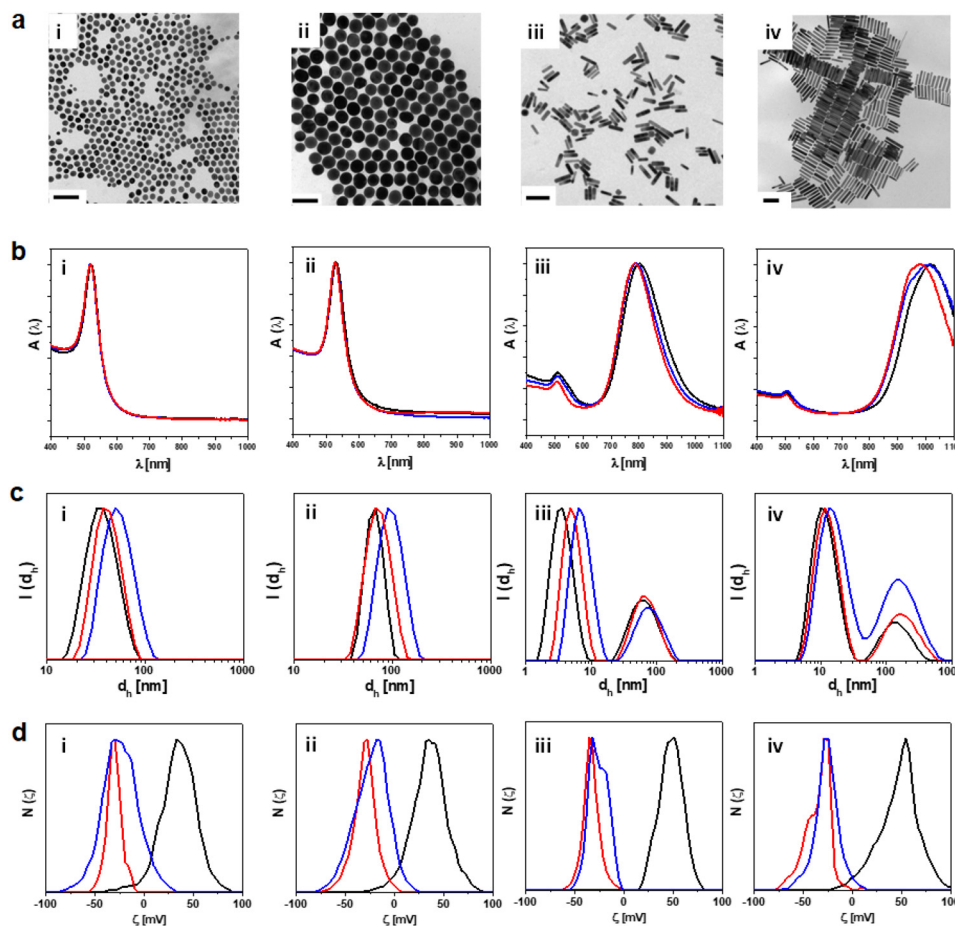 a
i
ii
iii
iv
b
i
ii
iii
iv
A (λ)
A (λ)
A (λ)
A (λ)
400 500 600 700 800 900 1000
400 500 600 700 800 900 1000
400 500 600 700 800 900 1000 1100
400 500 600 700 800 900 1000 1100
λ [nm]
λ [nm]
λ [nm]
λ [nm]
c
i
ii
iii
iv
I (dₕ)
I (dₕ)
I (dₕ)
I (dₕ)
10 100 1000
10 100 1000
1 10 100 1000
1 10 100 1000
dₕ [nm]
dₕ [nm]
dₕ [nm]
dₕ [nm]
d
i
ii
iii
iv
N (ζ)
N (ζ)
N (ζ)
N (ζ)
-100 -50 0 50 100
-100 -50 0 50 100
-100 -50 0 50 100
-100 -50 0 50 100
ζ [mV]
ζ [mV]
ζ [mV]
ζ [mV]